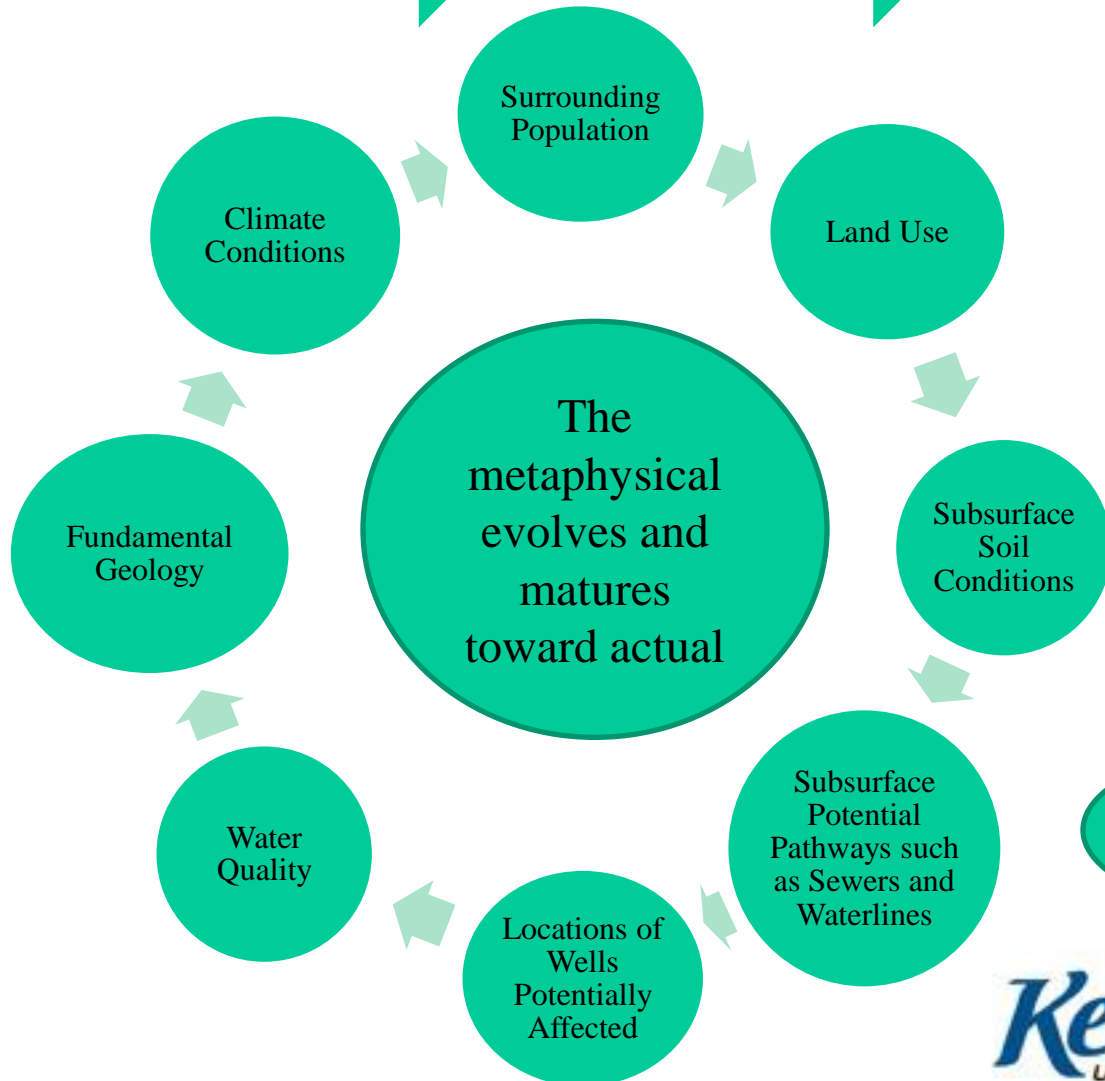 Surrounding
Population
Land Use
Subsurface
Soil
Conditions
Subsurface
Potential
Pathways such
as Sewers and
Waterlines
Locations of
Wells
Potentially
Affected
Water
Quality
Fundamental
Geology
Climate
Conditions
The
metaphysical
evolves and
matures
toward actual
Ke